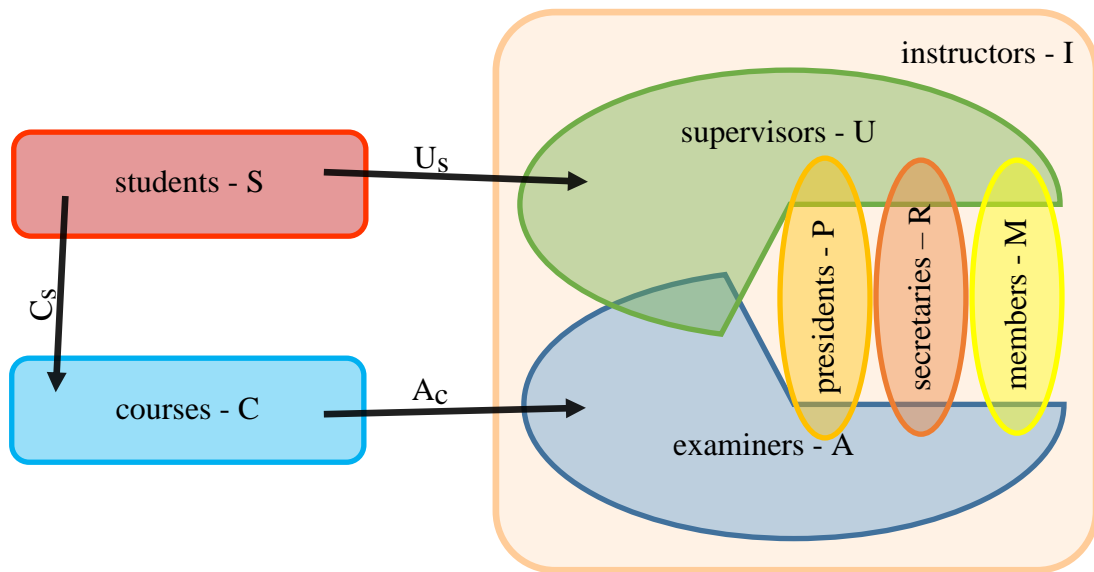 instructors - I
supervisors - U
students - S
Us
Cs
presidents - P
secretaries – R
members - M
courses - C
Ac
examiners - A